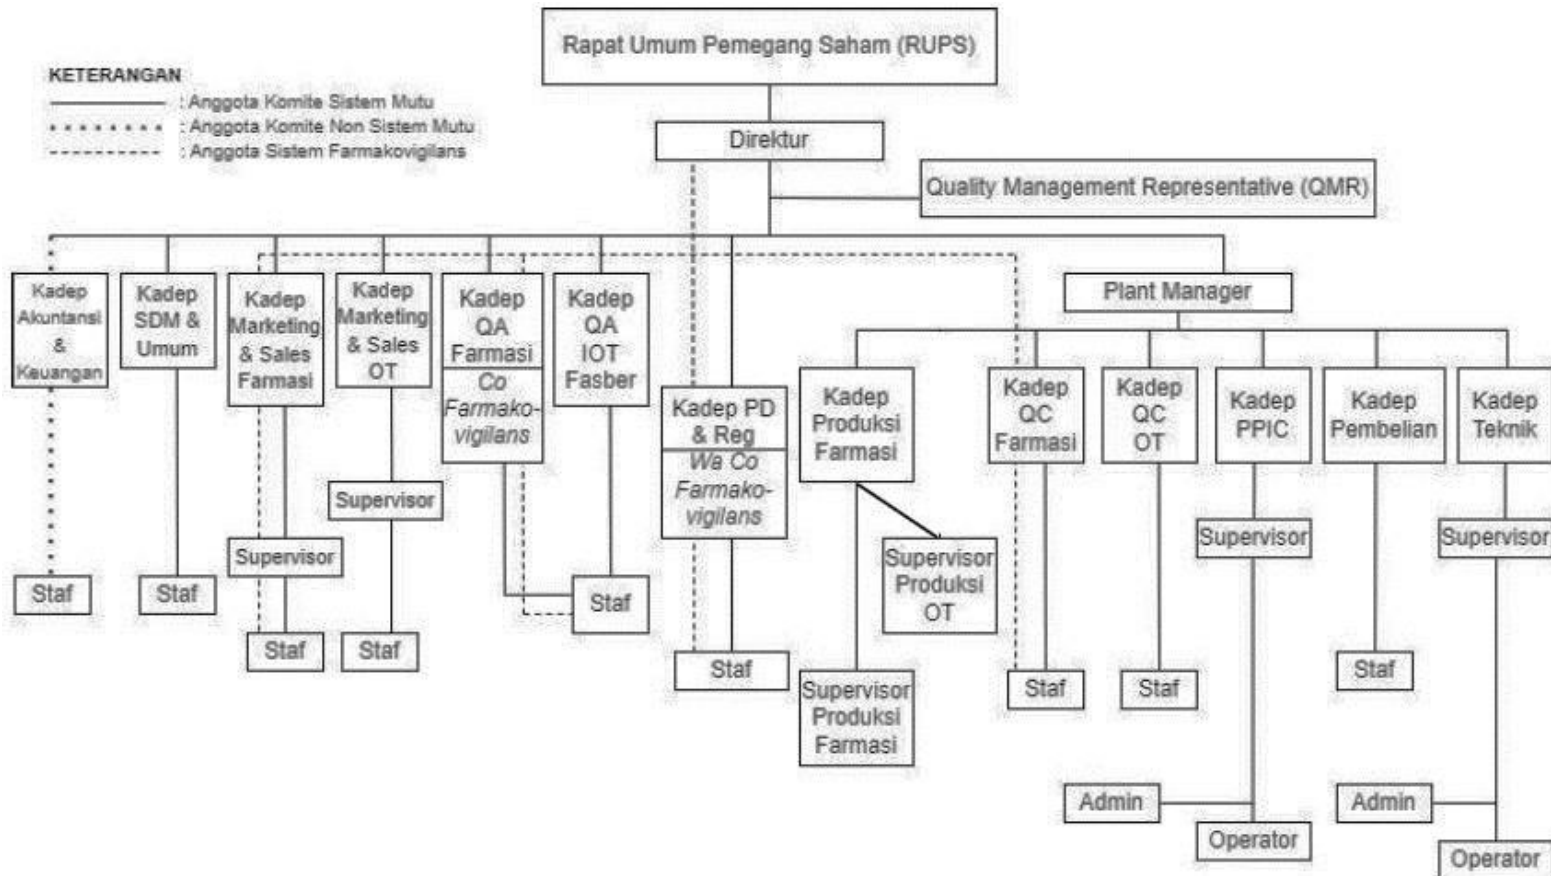 Rapat Umum Pemegang Saham (RUPS)
KETERANGAN
: Anggota Komite Sistem Mutu
: Anggota Komite Non Sistem Mutu
: Anggota Sistem Farmakovigilans
Direktur
Quality Management Representative (QMR)
Kadep
Akuntansi
&
Keuangan
Kadep
SDM &
Umum
Kadep
Marketing
& Sales
Farmasi
Kadep
Marketing
& Sales
OT
Kadep
QA
Farmasi
Co
Farmako-
vigilans
Kadep
QA
IOT
Fasber
Kadep PD
& Reg
Wa Co
Farmako-
vigilans
Plant Manager
Kadep
Produksi
Farmasi
Kadep
QC
Farmasi
Kadep
QC
OT
Kadep
PPIC
Kadep
Pembelian
Kadep
Teknik
Supervisor
Supervisor
Supervisor
Produksi
OT
Supervisor
Supervisor
Staf
Staf
Staf
Staf
Staf
Staf
Supervisor
Produksi
Farmasi
Staf
Staf
Staf
Admin
Operator
Admin
Operator